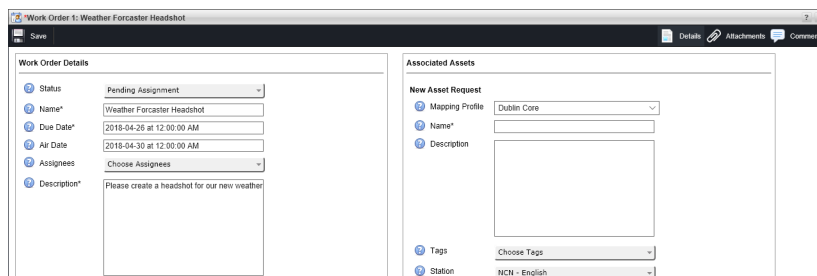 *Work Order 1: Weather Forcaster Headshot
?
Save
Details
Attachments
Commen
Work Order Details
Status
Pending Assignment
Name*
Weather Forcaster Headshot
Due Date*
2018-04-26 at 12:00:00 AM
Air Date
2018-04-30 at 12:00:00 AM
Assignees
Choose Assignees
Description*
Please create a headshot for our new weather
Associated Assets
New Asset Request
Mapping Profile
Dublin Core
Name*
Description
Tags
Choose Tags
Station
NCN - English